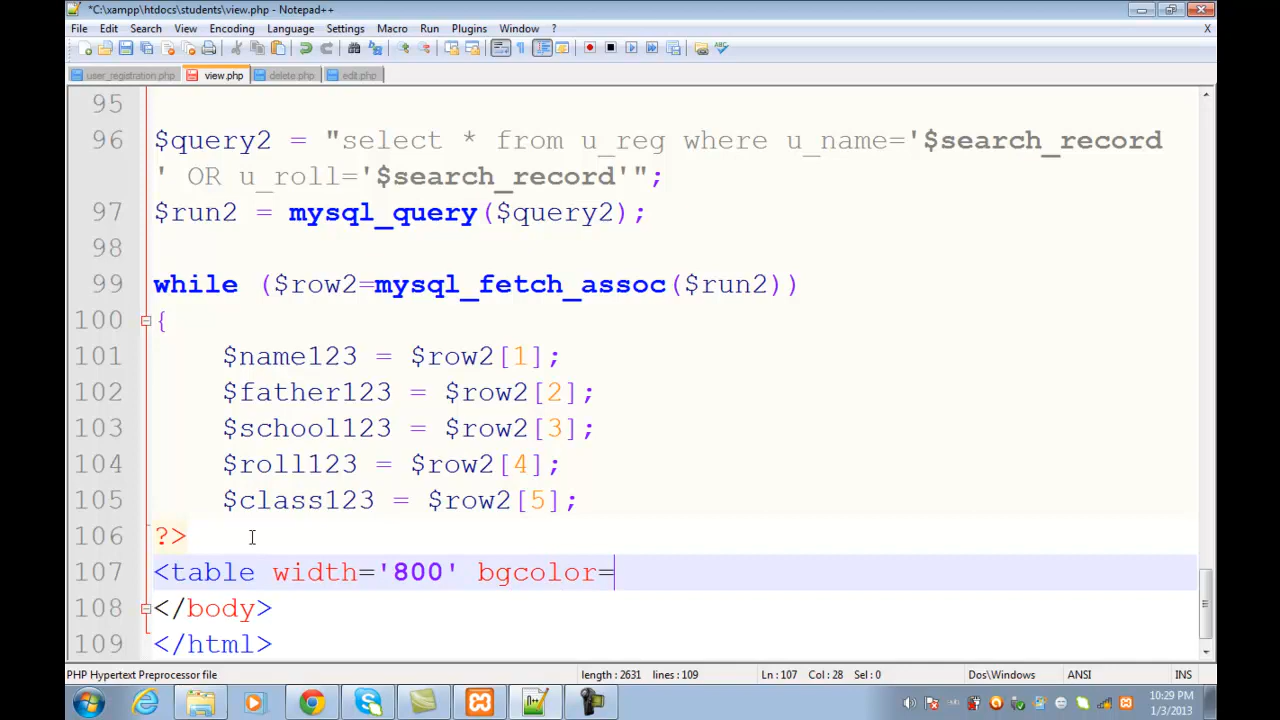 *C:\xampp\htdocs\students\view.php - Notepad++
File Edit Search View Encoding Language Settings Macro Run Plugins Window ? X
user_registration.php view.php delete.php edit.php
95
96 $query2 = "select * from u_reg where u_name='$search_record
' OR u_roll='$search_record'";
97 $run2 = mysql_query($query2);
98
99 while ($row2=mysql_fetch_assoc($run2))
100 {
101 $name123 = $row2[1];
102 $father123 = $row2[2];
103 $school123 = $row2[3];
104 $roll123 = $row2[4];
105 $class123 = $row2[5];
106 ?>
107 <table width='800' bgcolor=
108 </body>
109 </html>
PHP Hypertext Preprocessor file length : 2631 lines : 109 Ln : 107 Col : 28 Sel : 0 Dos\Windows ANSI INS
10:29 PM
1/3/2013